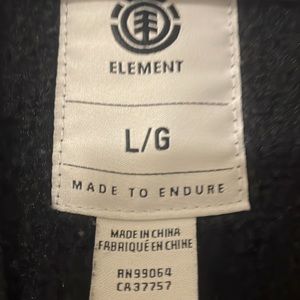 ELEMENT
L/G
MADE TO ENDURE
MADE IN CHINA
FABRIQUÉ EN CHINE
RN99064
CA37757